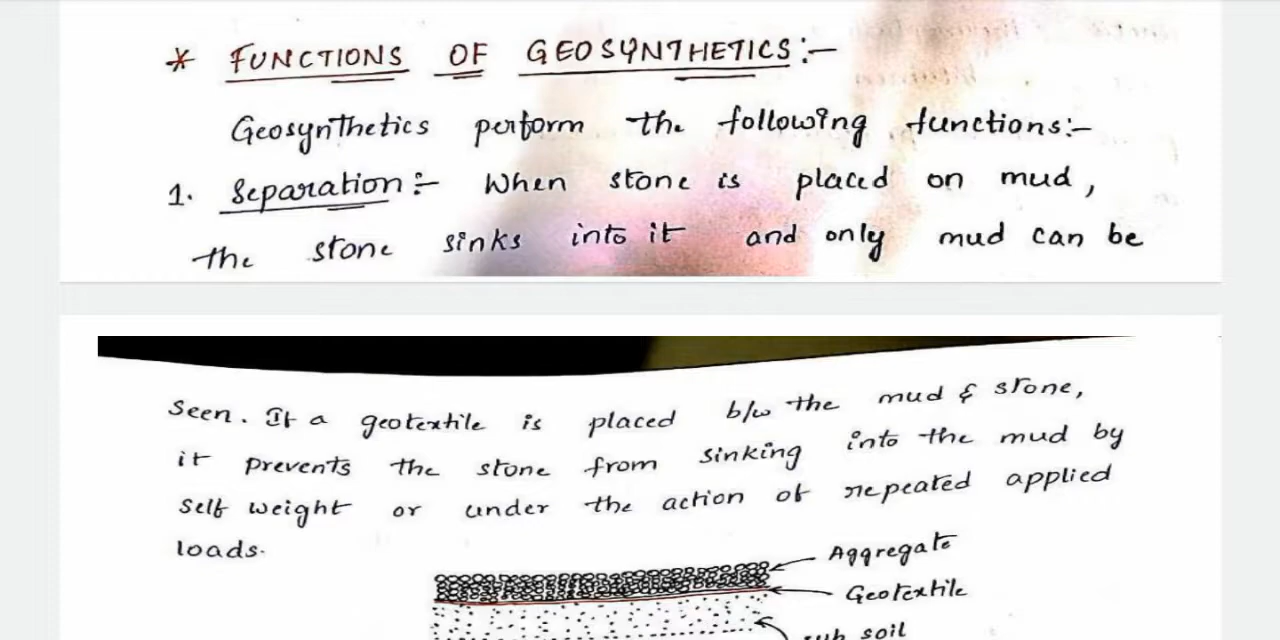 * FUNCTIONS OF GEOSYNTHETICS:-
Geosynthetics perform the following functions:-
1. Separation:- When stone is placed on mud,
the stone sinks into it and only mud can be
seen. If a geotextile is placed b/w the mud & stone,
it prevents the stone from sinking into the mud by
self weight or under the action of repeated applied
loads.
Aggregate
Geotextile
sub soil